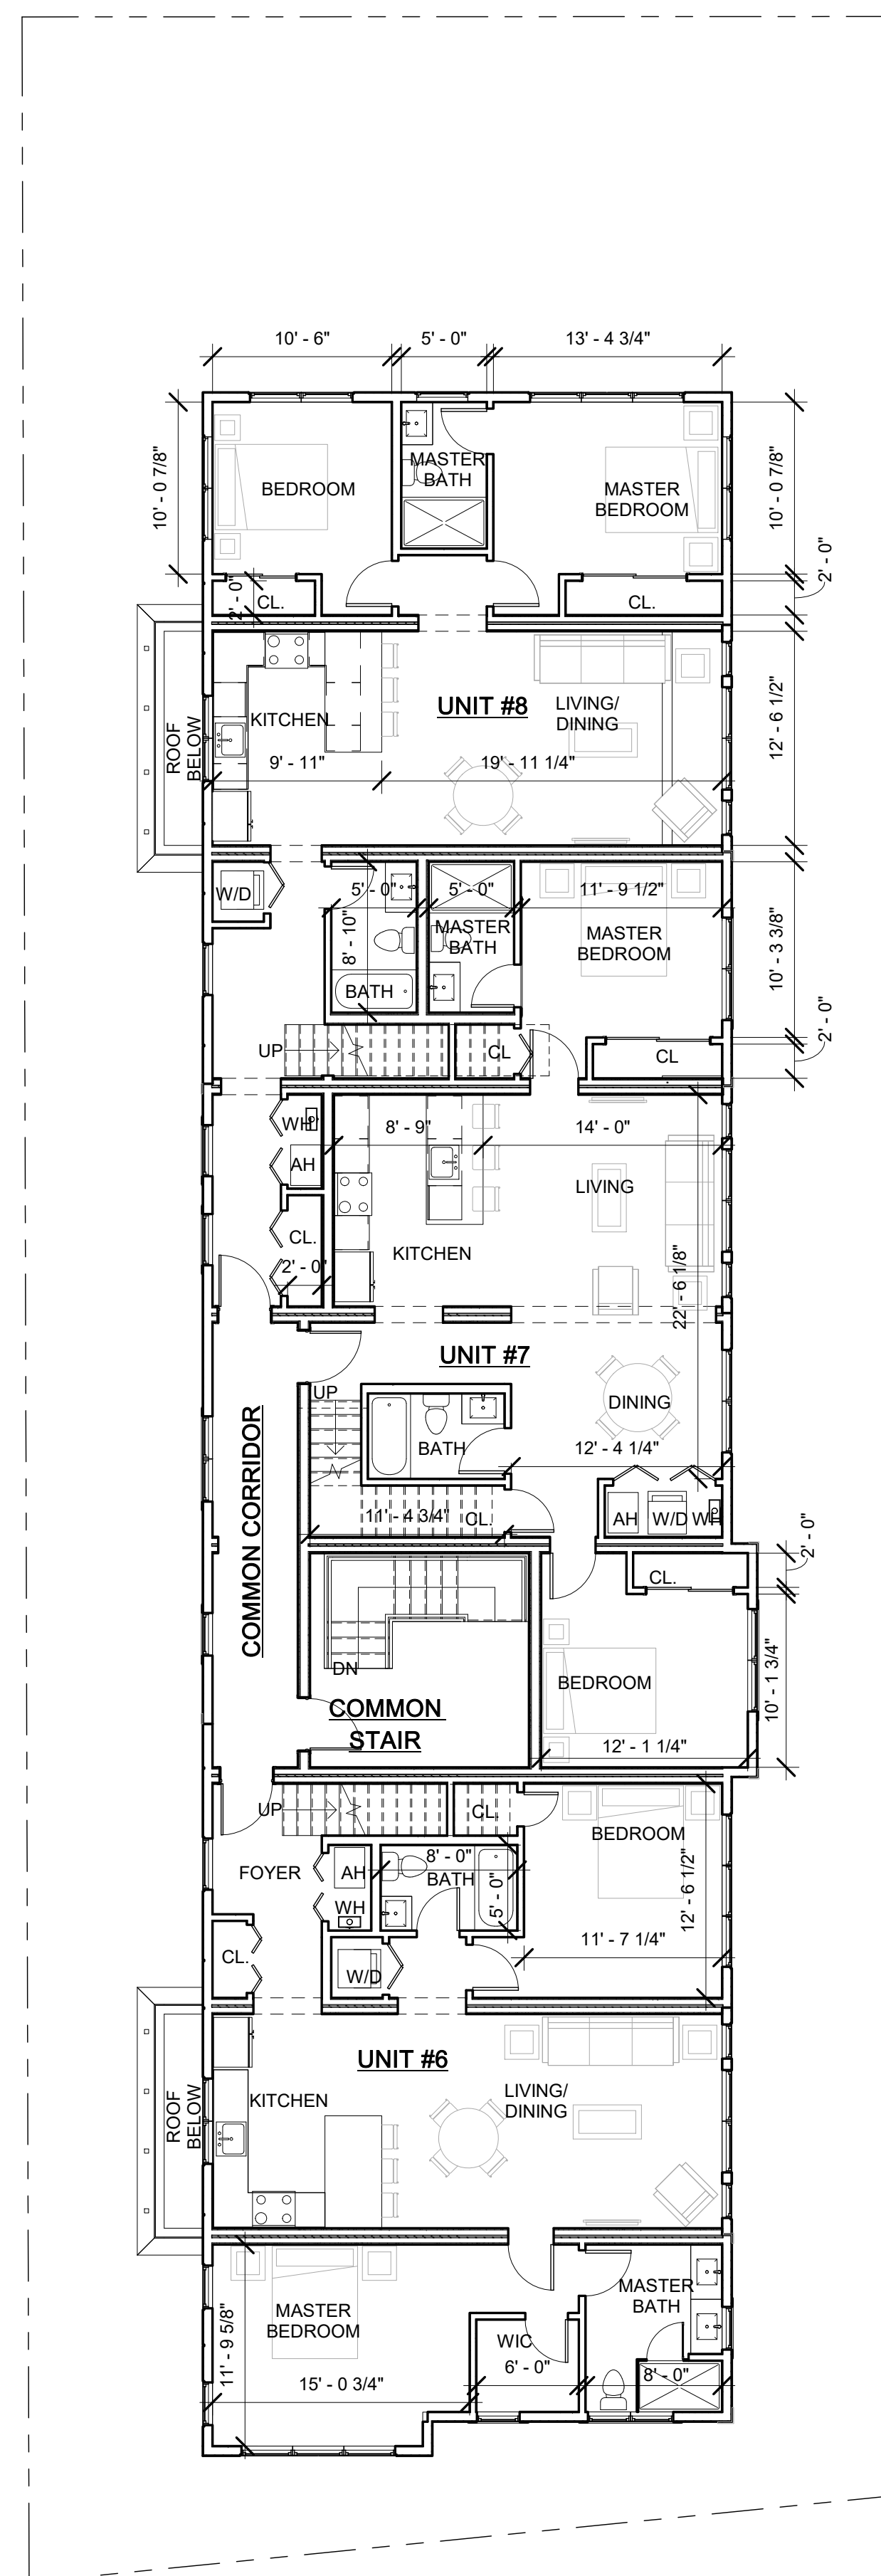 10' - 6"
5' - 0"
13' - 4 3/4"
10' - 0 7/8"
BEDROOM
MASTER
BATH
MASTER
BEDROOM
10' - 0 7/8"
2' - 0"
2' - 0"
CL.
CL.
ROOF
BELOW
KITCHEN
UNIT #8
LIVING/
DINING
12' - 6 1/2"
9' - 11"
19' - 11 1/4"
W/D
5' - 0"
5' - 0"
11' - 9 1/2"
8' - 10"
MASTER
BATH
MASTER
BEDROOM
10' - 3 3/8"
BATH
2' - 0"
UP
CL
CL
WH
8' - 9"
14' - 0"
AH
LIVING
CL.
KITCHEN
2' - 0"
22' - 6 1/8"
UNIT #7
UP
DINING
COMMON CORRIDOR
BATH
12' - 4 1/4"
11' - 4 3/4"
CL.
AH
W/D
WH
2' - 0"
CL.
DN
BEDROOM
10' - 1 3/4"
COMMON
STAIR
12' - 1 1/4"
UP
CL.
BEDROOM
FOYER
AH
8' - 0"
BATH
12' - 6 1/2"
WH
5' - 0"
11' - 7 1/4"
CL.
W/D
UNIT #6
ROOF
BELOW
KITCHEN
LIVING/
DINING
MASTER
BEDROOM
MASTER
BATH
11' - 9 5/8"
WIC
6' - 0"
8' - 0"
15' - 0 3/4"